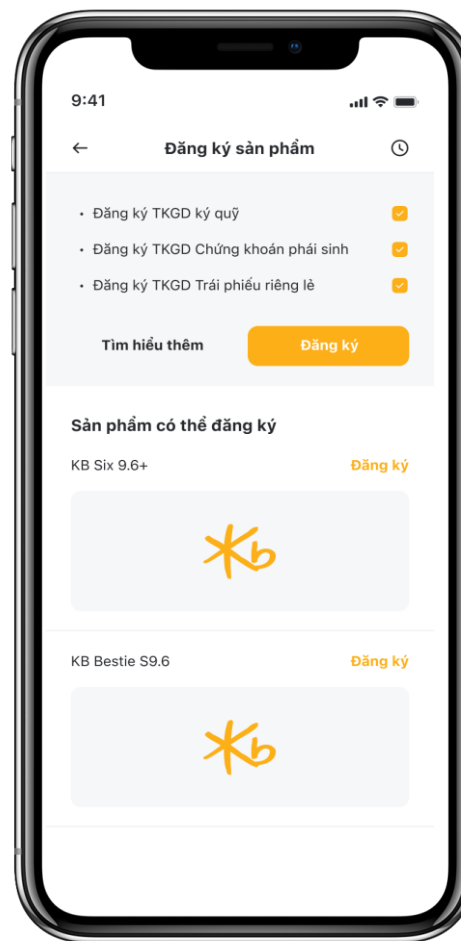 9:41
Đăng ký sản phẩm
• Đăng ký TKGD ký quỹ
• Đăng ký TKGD Chứng khoán phái sinh
• Đăng ký TKGD Trái phiếu riêng lẻ
Tìm hiểu thêm Đăng ký
Sản phẩm có thể đăng ký
KB Six 9.6+ Đăng ký
Kb
KB Bestie S9.6 Đăng ký
Kb